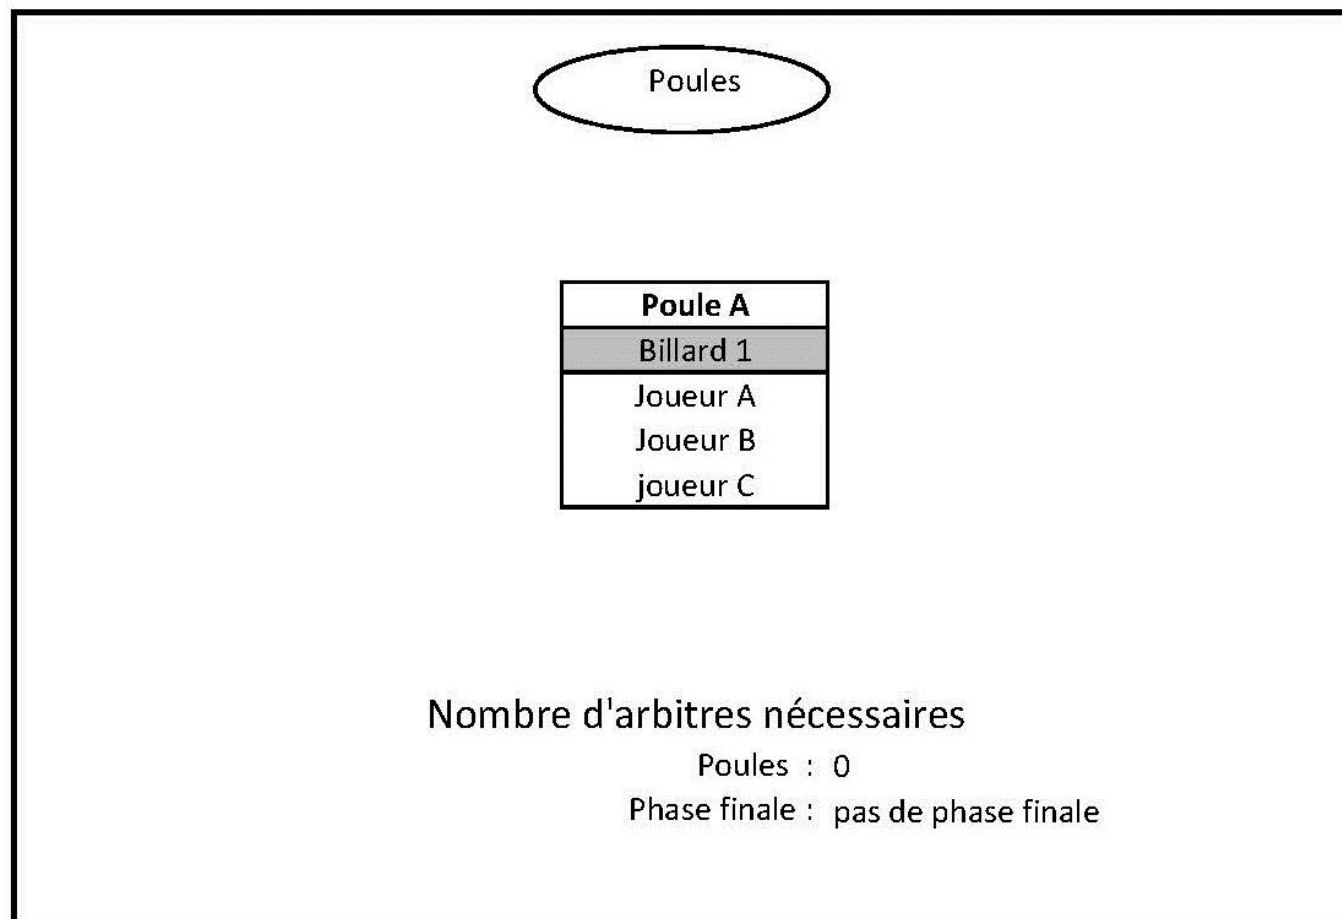 Poules
Poule A
Billard 1
Joueur A
Joueur B
joueur C
Nombre d'arbitres nécessaires
Poules : 0
Phase finale : pas de phase finale